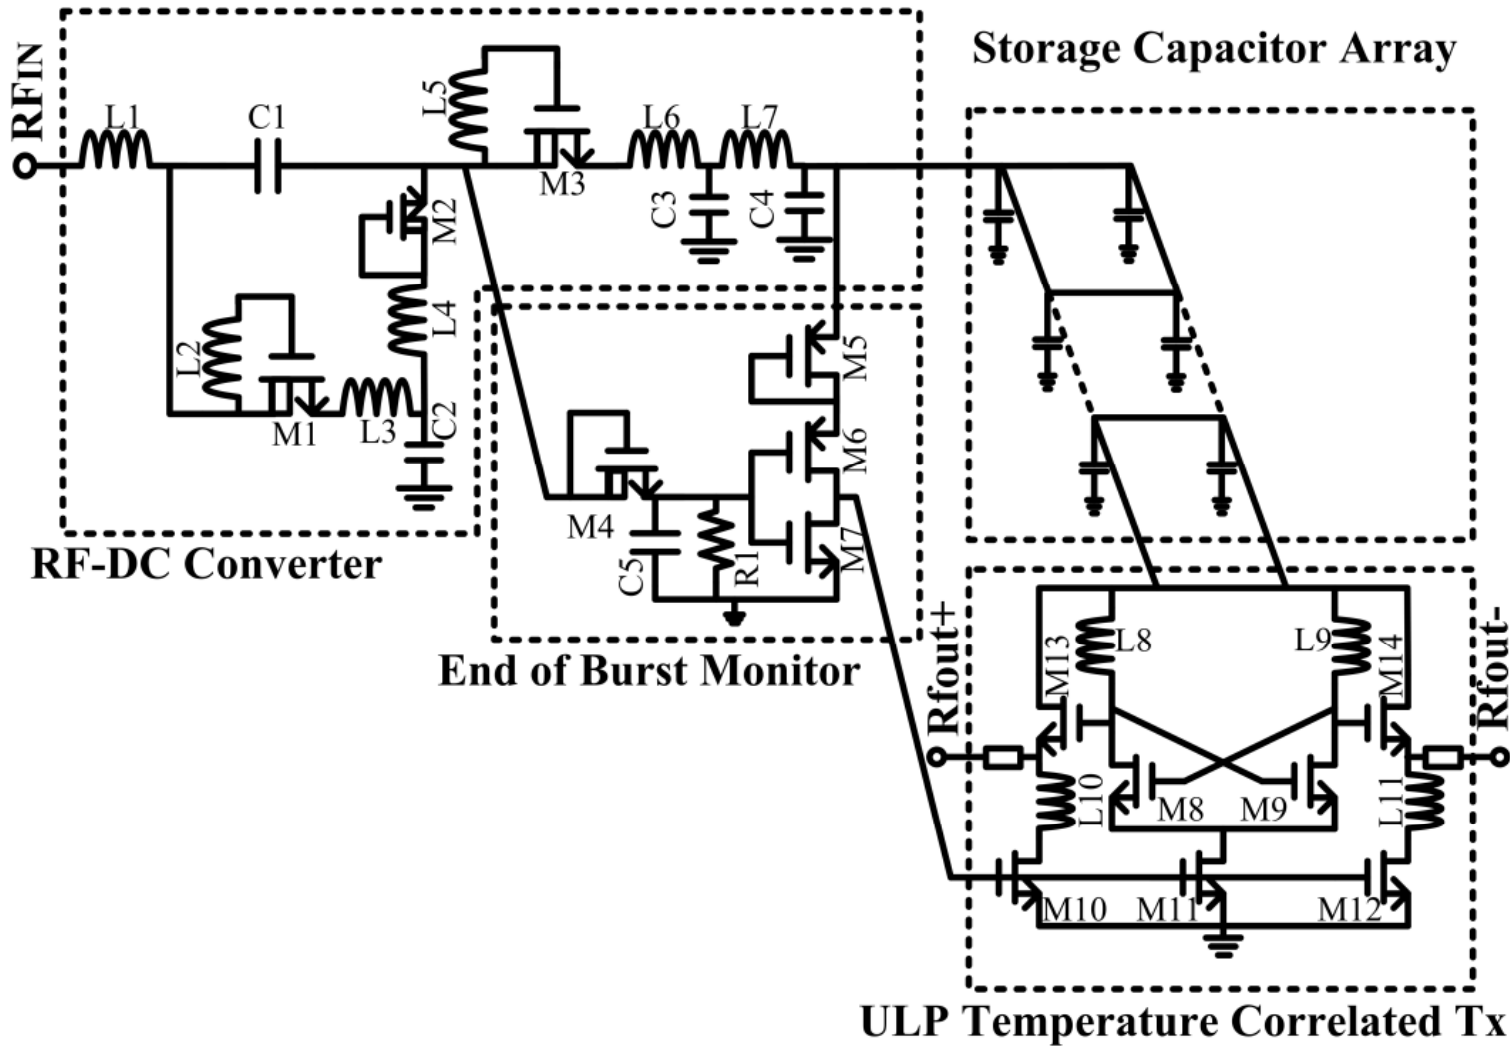 Storage Capacitor Array
RFIN
L1
C1
L5
L6
L7
M3
C3
C4
M2
L4
L2
M1
L3
C2
M5
M6
M4
M7
C5
R1
RF-DC Converter
End of Burst Monitor
Rfout+
Rfout-
M13
L8
L9
M14
L10
M8
M9
L11
M10
M11
M12
ULP Temperature Correlated Tx